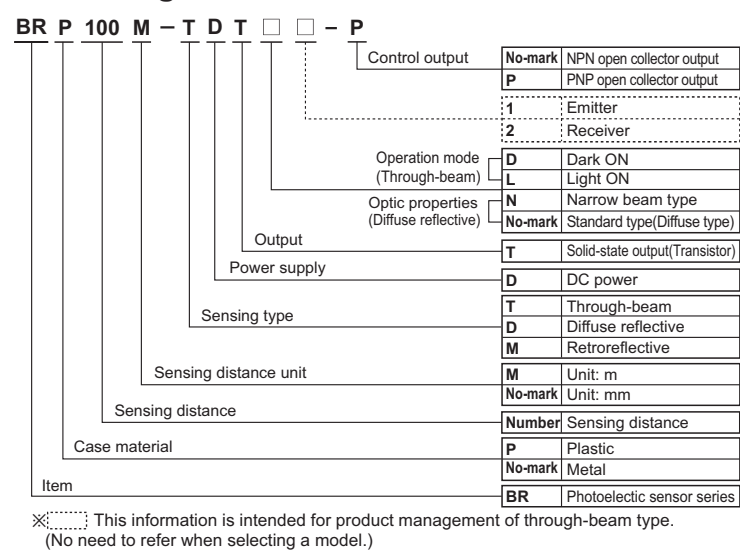 BR P 100 M - T D T □ □ - P
Control output
No-mark NPN open collector output
P PNP open collector output
1 Emitter
2 Receiver
Operation mode
(Through-beam)
D Dark ON
L Light ON
Optic properties
(Diffuse reflective)
N Narrow beam type
No-mark Standard type(Diffuse type)
Output
T Solid-state output(Transistor)
Power supply
D DC power
Sensing type
T Through-beam
D Diffuse reflective
M Retroreflective
Sensing distance unit
M Unit: m
No-mark Unit: mm
Sensing distance
Number Sensing distance
Case material
P Plastic
No-mark Metal
Item
BR Photoelectic sensor series
※ This information is intended for product management of through-beam type.
(No need to refer when selecting a model.)